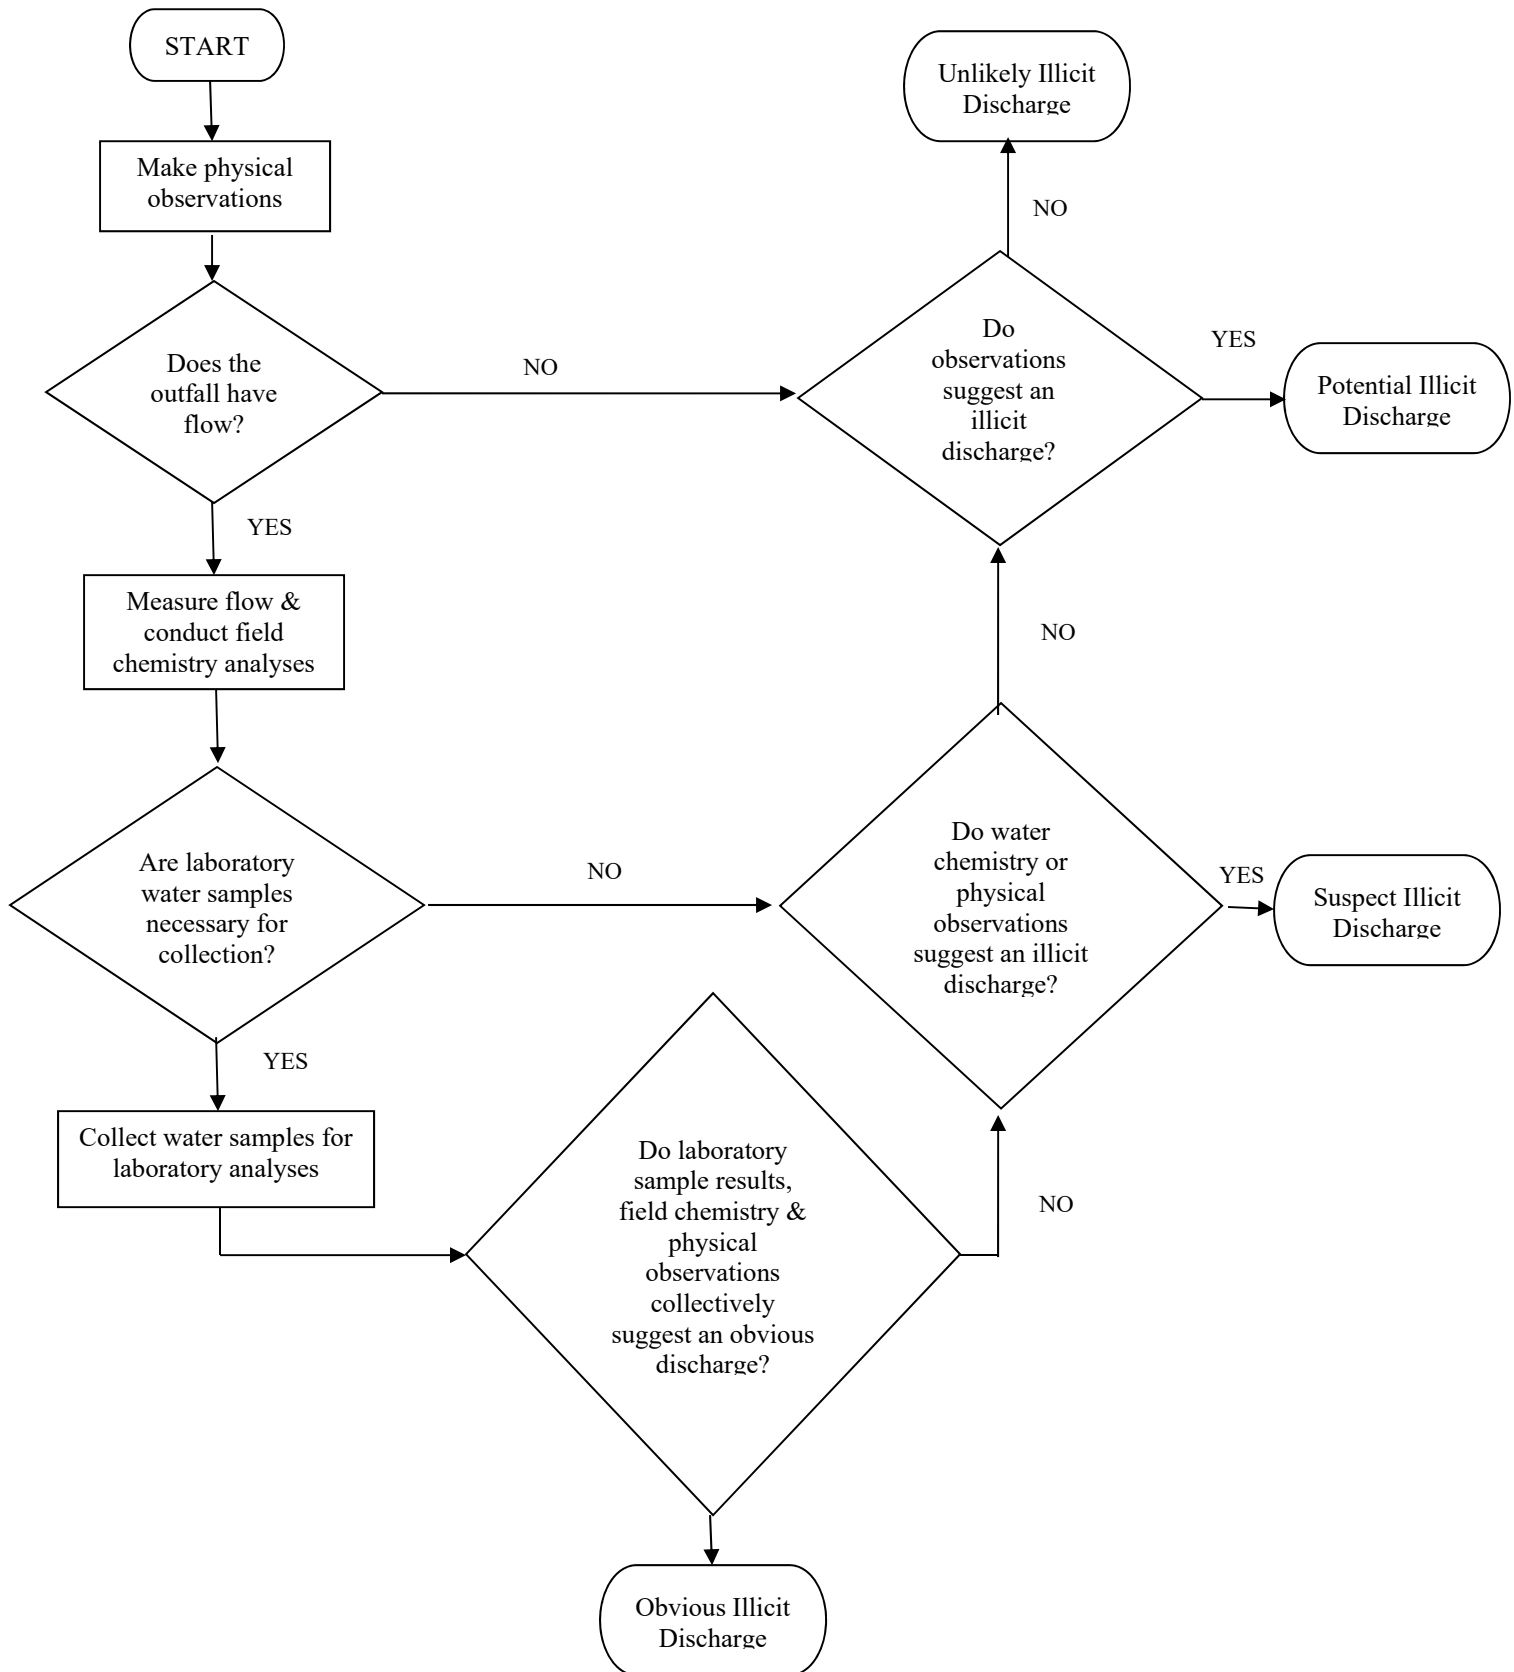 START
Make physical
observations
Does the
outfall have
flow?
NO
YES
Measure flow &
conduct field
chemistry analyses
Are laboratory
water samples
necessary for
collection?
NO
YES
Collect water samples for
laboratory analyses
Do laboratory
sample results,
field chemistry &
physical
observations
collectively
suggest an obvious
discharge?
NO
Obvious Illicit
Discharge
Do water
chemistry or
physical
observations
suggest an illicit
discharge?
YES
Suspect Illicit
Discharge
NO
Do
observations
suggest an
illicit
discharge?
YES
Potential Illicit
Discharge
NO
Unlikely Illicit
Discharge